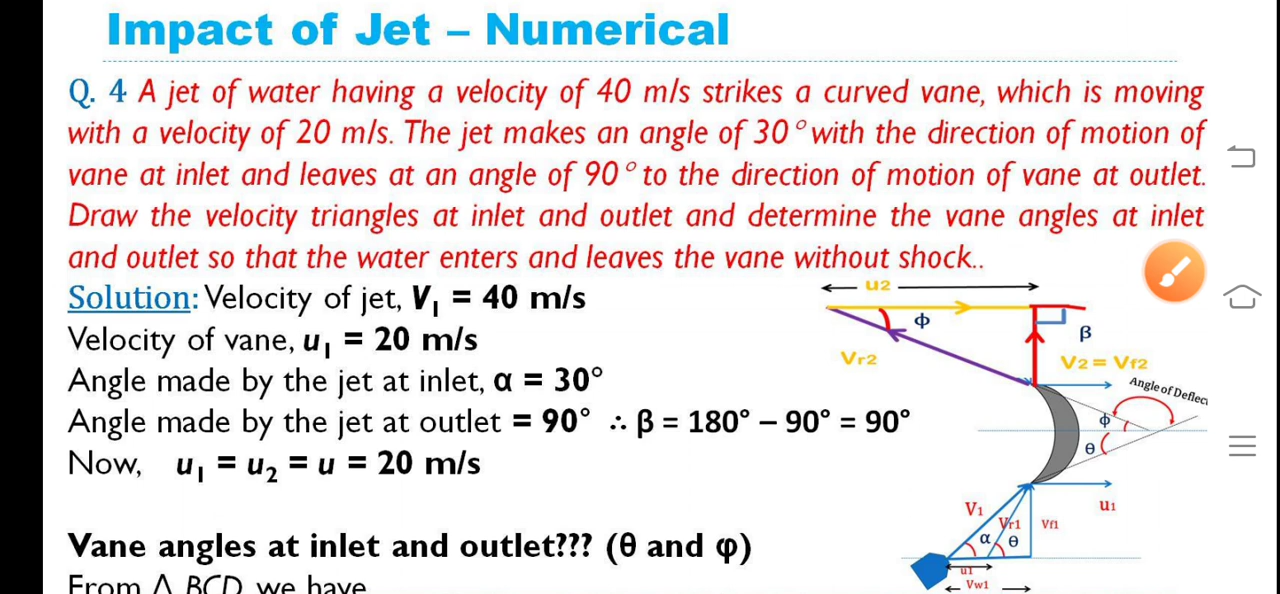 Impact of Jet – Numerical
Q. 4 A jet of water having a velocity of 40 m/s strikes a curved vane, which is moving
with a velocity of 20 m/s. The jet makes an angle of 30° with the direction of motion of
vane at inlet and leaves at an angle of 90° to the direction of motion of vane at outlet.
Draw the velocity triangles at inlet and outlet and determine the vane angles at inlet
and outlet so that the water enters and leaves the vane without shock..
Solution: Velocity of jet, V₁ = 40 m/s
Velocity of vane, u₁ = 20 m/s
Angle made by the jet at inlet, α = 30°
Angle made by the jet at outlet = 90° ∴ β = 180° – 90° = 90°
Now, u₁ = u₂ = u = 20 m/s
Vane angles at inlet and outlet??? (θ and φ)
From Δ BCD, we have
u2
ф
β
Vr2
V2 = Vf2
Angle of Deflec
ф
θ
u1
V1
Vr1
Vf1
α
θ
u1
Vw1